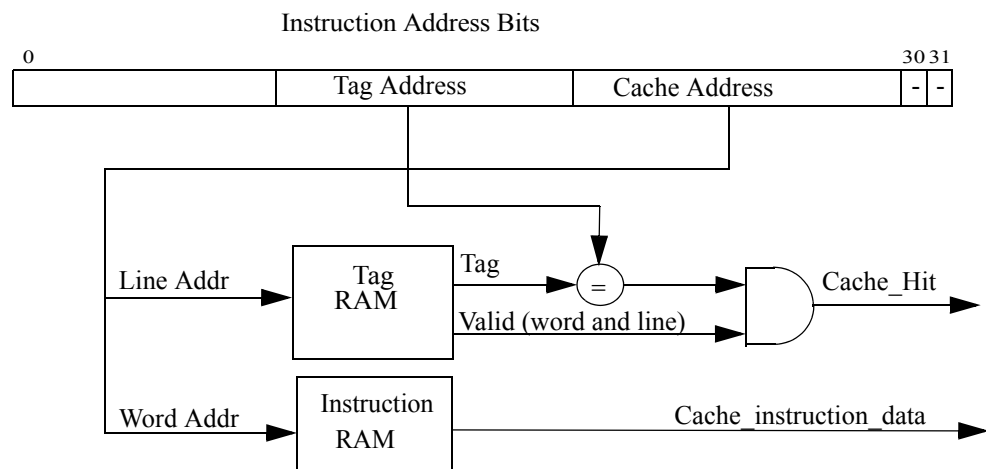 Instruction Address Bits
0 30 31
Tag Address Cache Address - -
Line Addr
Tag
RAM
Tag
=
Valid (word and line)
Cache_Hit
Word Addr
Instruction
RAM
Cache_instruction_data